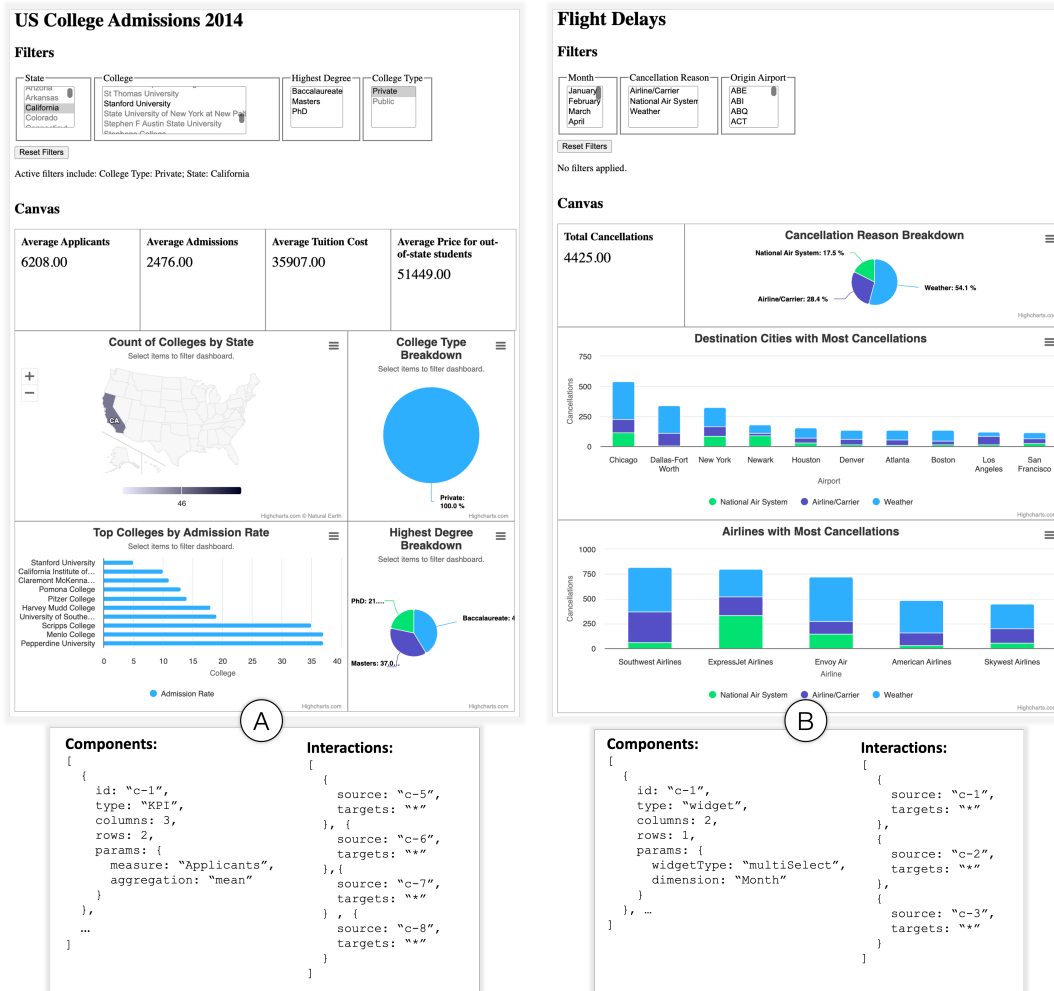 US College Admissions 2014
Filters
State
Arizona
Arkansas
California
Colorado
College
St Thomas University
Stanford University
State University of New York at New Pal
Stephen F Austin State University
Stephens College
Highest Degree
Baccalaureate
Masters
PhD
College Type
Private
Public
Reset Filters
Active filters include: College Type: Private; State: California
Canvas
Average Applicants
6208.00
Average Admissions
2476.00
Average Tuition Cost
35907.00
Average Price for out-
of-state students
51449.00
Count of Colleges by State
Select items to filter dashboard.
+
−
CA
46
Highcharts.com © Natural Earth
College Type
Breakdown
Select items to filter dashboard.
Private:
100.0 %
Highcharts.com
Top Colleges by Admission Rate
Select items to filter dashboard.
Stanford University
California Institute of…
Claremont McKenna…
Pomona College
Pitzer College
Harvey Mudd College
University of Southe…
Scripps College
Menlo College
Pepperdine University
0 5 10 15 20 25 30 35 40
College
Admission Rate
Highcharts.com
Highest Degree
Breakdown
Select items to filter dashboard.
PhD: 21.…
Baccalaureate: 4
Masters: 37.0…
Highcharts.com
A
Components:
[
{
id: “c-1”,
type: “KPI”,
columns: 3,
rows: 2,
params: {
measure: “Applicants”,
aggregation: “mean”
}
},
…
]
Interactions:
[
{
source: “c-5”,
targets: “*”
}, {
source: “c-6”,
targets: “*”
},{
source: “c-7”,
targets: “*”
} , {
source: “c-8”,
targets: “*”
}
]
Flight Delays
Filters
Month
January
February
March
April
Cancellation Reason
Airline/Carrier
National Air System
Weather
Origin Airport
ABE
ABI
ABQ
ACT
Reset Filters
No filters applied.
Canvas
Total Cancellations
4425.00
Cancellation Reason Breakdown
National Air System: 17.5 %
Weather: 54.1 %
Airline/Carrier: 28.4 %
Highcharts.co
Destination Cities with Most Cancellations
Cancellations
750
500
250
0
Chicago
Dallas-Fort
Worth
New York
Newark
Houston
Denver
Atlanta
Boston
Los
Angeles
San
Francisco
Airport
National Air System Airline/Carrier Weather
Highcharts.co
Airlines with Most Cancellations
Cancellations
1000
750
500
250
0
Southwest Airlines
ExpressJet Airlines
Envoy Air
American Airlines
Skywest Airlines
Airline
National Air System Airline/Carrier Weather
Highcharts.co
B
Components:
[
{
id: “c-1”,
type: “widget”,
columns: 2,
rows: 1,
params: {
widgetType: “multiSelect”,
dimension: “Month”
}
}, …
]
Interactions:
[
{
source: “c-1”,
targets: “*”
},
{
source: “c-2”,
targets: “*”
},
{
source: “c-3”,
targets: “*”
}
]